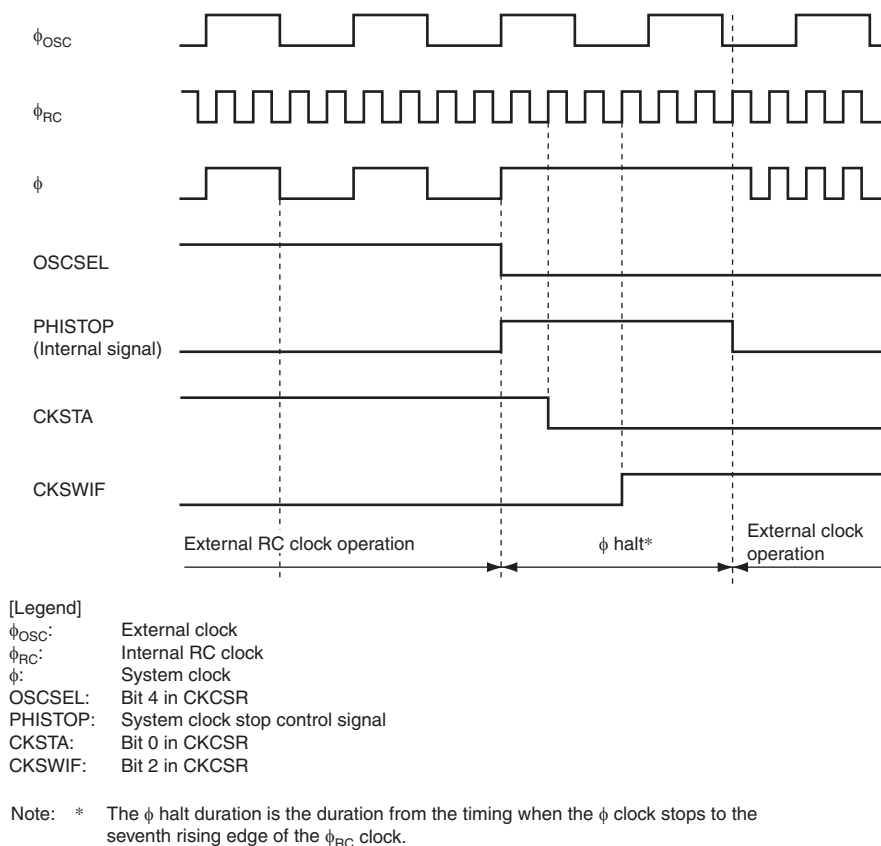 ϕOSC
ϕRC
ϕ
OSCSEL
PHISTOP
(Internal signal)
CKSTA
CKSWIF
External RC clock operation
ϕ halt*
External clock
operation
[Legend]
ϕOSC: External clock
ϕRC: Internal RC clock
ϕ: System clock
OSCSEL: Bit 4 in CKCSR
PHISTOP: System clock stop control signal
CKSTA: Bit 0 in CKCSR
CKSWIF: Bit 2 in CKCSR
Note: * The ϕ halt duration is the duration from the timing when the ϕ clock stops to the
seventh rising edge of the ϕRC clock.